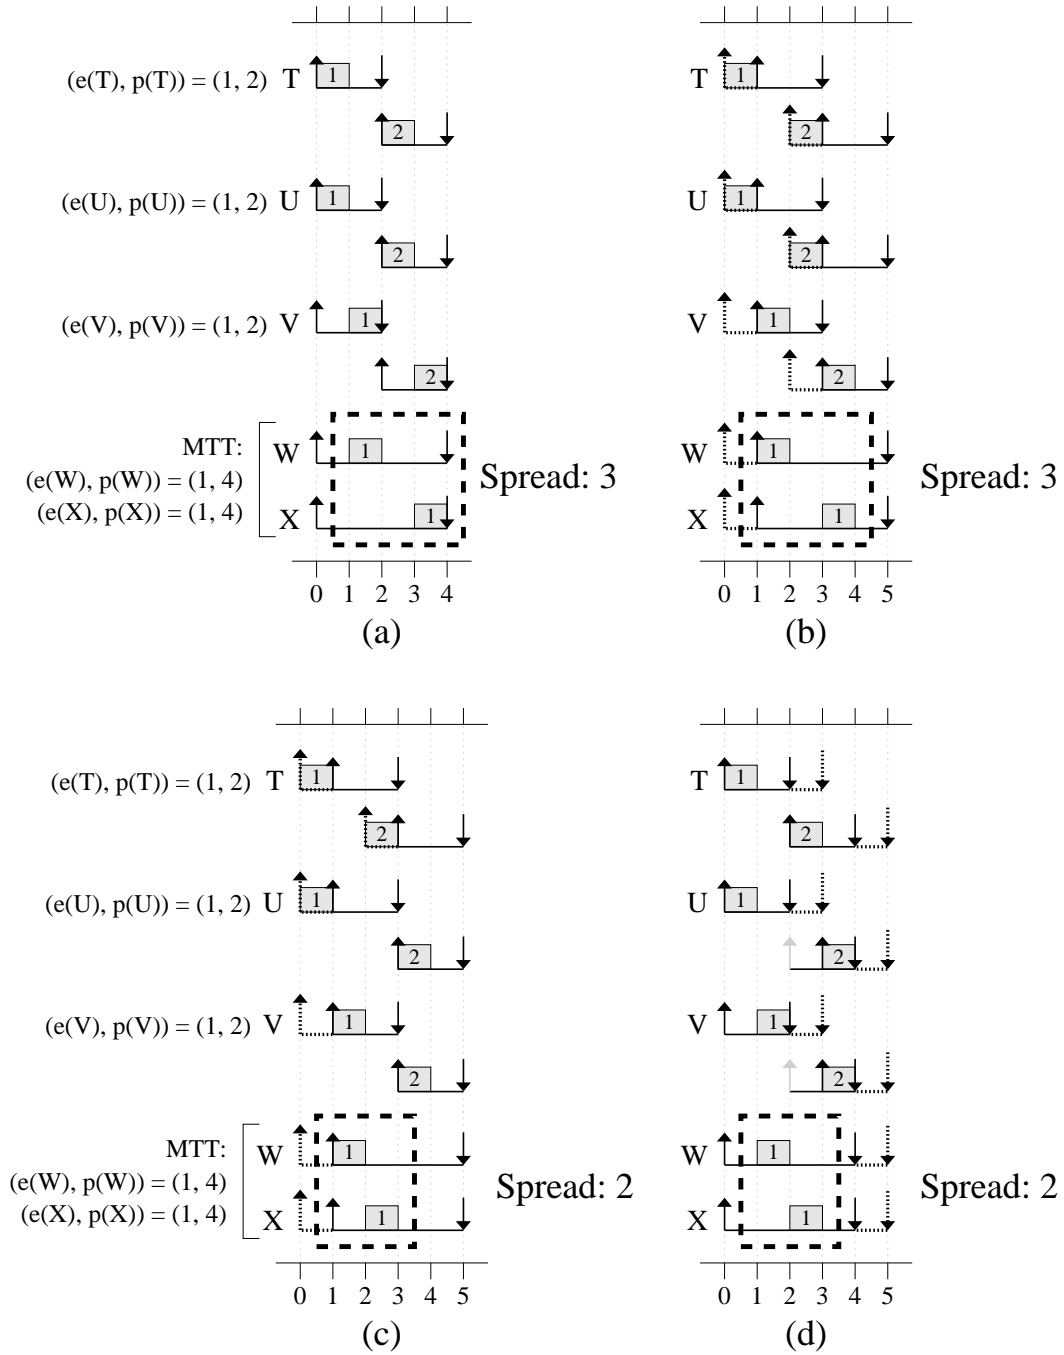 (e(T), p(T)) = (1, 2) T 1
T 1
2
2
(e(U), p(U)) = (1, 2) U 1
U 1
2
2
(e(V), p(V)) = (1, 2) V 1
V 1
2
2
MTT:
W 1
W 1
(e(W), p(W)) = (1, 4)
Spread: 3
Spread: 3
(e(X), p(X)) = (1, 4)
X 1
X 1
0 1 2 3 4
0 1 2 3 4 5
(a)
(b)
(e(T), p(T)) = (1, 2) T 1
T 1
2
2
(e(U), p(U)) = (1, 2) U 1
U 1
2
2
(e(V), p(V)) = (1, 2) V 1
V 1
2
2
MTT:
W 1
W 1
(e(W), p(W)) = (1, 4)
Spread: 2
Spread: 2
(e(X), p(X)) = (1, 4)
X 1
X 1
0 1 2 3 4 5
0 1 2 3 4 5
(c)
(d)